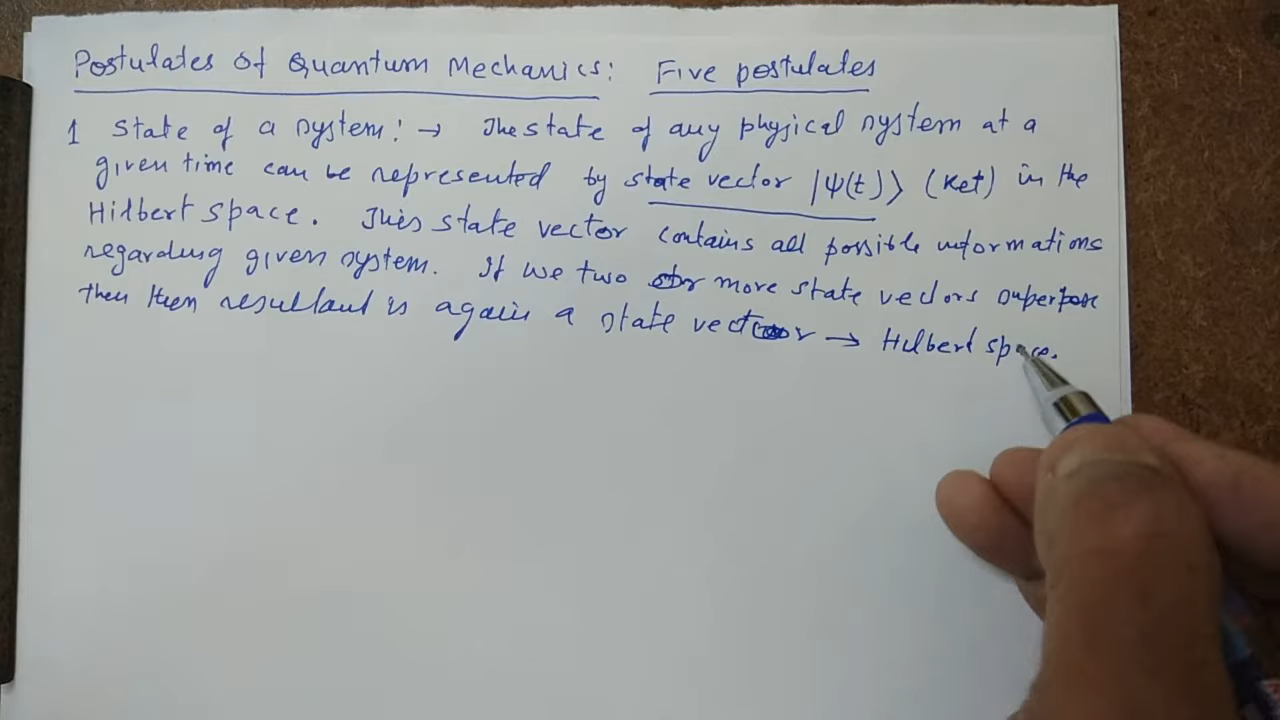 Postulates of Quantum Mechanics: Five postulates
1 State of a system: → The state of any physical system at a
given time can be represented by state vector |Ψ(t)⟩ (Ket) in the
Hilbert space. This state vector contains all possible informations
regarding given system. If we two or more state vectors superpose
then then resultant is again a state vector → Hilbert space.